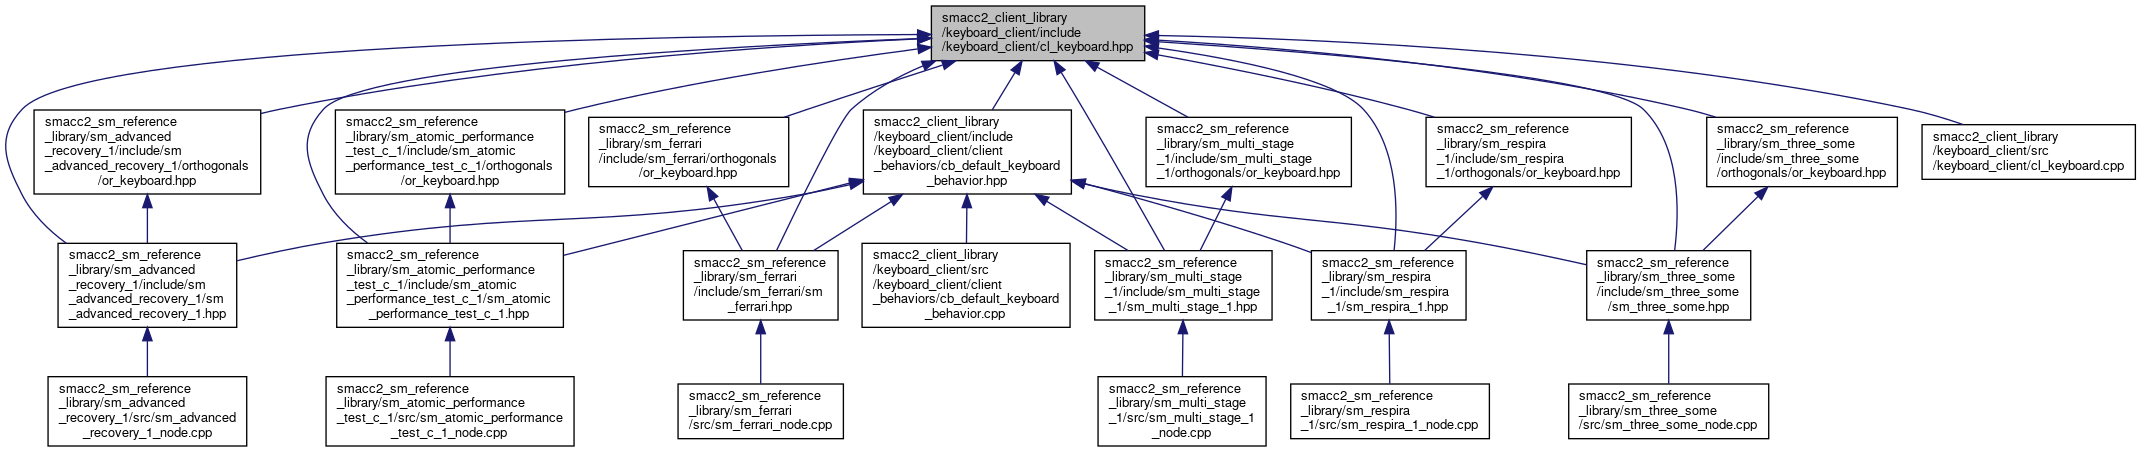 smacc2_client_library
/keyboard_client/include
/keyboard_client/cl_keyboard.hpp
smacc2_sm_reference
_library/sm_advanced
_recovery_1/include/sm
_advanced_recovery_1/orthogonals
/or_keyboard.hpp
smacc2_sm_reference
_library/sm_atomic_performance
_test_c_1/include/sm_atomic
_performance_test_c_1/orthogonals
/or_keyboard.hpp
smacc2_sm_reference
_library/sm_ferrari
/include/sm_ferrari/orthogonals
/or_keyboard.hpp
smacc2_client_library
/keyboard_client/include
/keyboard_client/client
_behaviors/cb_default_keyboard
_behavior.hpp
smacc2_sm_reference
_library/sm_multi_stage
_1/include/sm_multi_stage
_1/orthogonals/or_keyboard.hpp
smacc2_sm_reference
_library/sm_respira
_1/include/sm_respira
_1/orthogonals/or_keyboard.hpp
smacc2_sm_reference
_library/sm_three_some
/include/sm_three_some
/orthogonals/or_keyboard.hpp
smacc2_client_library
/keyboard_client/src
/keyboard_client/cl_keyboard.cpp
smacc2_sm_reference
_library/sm_advanced
_recovery_1/include/sm
_advanced_recovery_1/sm
_advanced_recovery_1.hpp
smacc2_sm_reference
_library/sm_atomic_performance
_test_c_1/include/sm_atomic
_performance_test_c_1/sm_atomic
_performance_test_c_1.hpp
smacc2_sm_reference
_library/sm_ferrari
/include/sm_ferrari/sm
_ferrari.hpp
smacc2_client_library
/keyboard_client/src
/keyboard_client/client
_behaviors/cb_default_keyboard
_behavior.cpp
smacc2_sm_reference
_library/sm_multi_stage
_1/include/sm_multi_stage
_1/sm_multi_stage_1.hpp
smacc2_sm_reference
_library/sm_respira
_1/include/sm_respira
_1/sm_respira_1.hpp
smacc2_sm_reference
_library/sm_three_some
/include/sm_three_some
/sm_three_some.hpp
smacc2_sm_reference
_library/sm_advanced
_recovery_1/src/sm_advanced
_recovery_1_node.cpp
smacc2_sm_reference
_library/sm_atomic_performance
_test_c_1/src/sm_atomic_performance
_test_c_1_node.cpp
smacc2_sm_reference
_library/sm_ferrari
/src/sm_ferrari_node.cpp
smacc2_sm_reference
_library/sm_multi_stage
_1/src/sm_multi_stage_1
_node.cpp
smacc2_sm_reference
_library/sm_respira
_1/src/sm_respira_1_node.cpp
smacc2_sm_reference
_library/sm_three_some
/src/sm_three_some_node.cpp